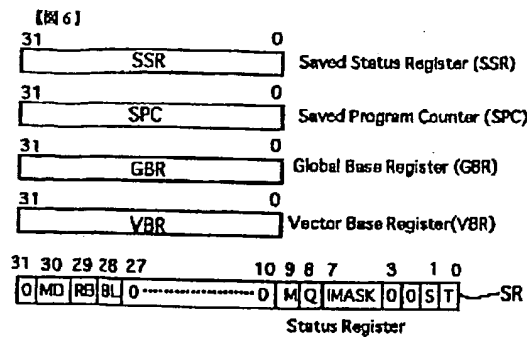 【図6】
31 0
SSR Saved Status Register (SSR)
31 0
SPC Saved Program Counter (SPC)
31 0
GBR Global Base Register (GBR)
31 0
VBR Vector Base Register(VBR)
31 30 29 28 27 10 9 8 7 3 1 0
0 MD RB BL 0 0 M Q IMASK 0 0 S T SR
Status Register